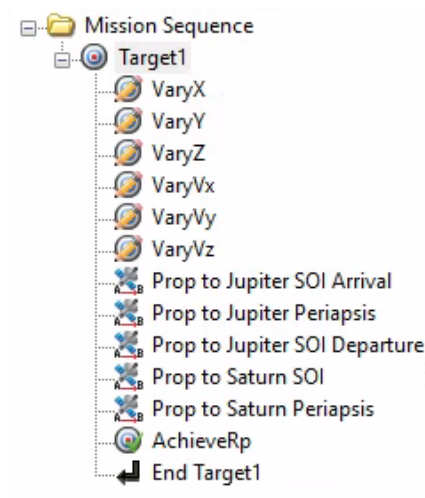 Mission Sequence
Target1
VaryX
VaryY
VaryZ
VaryVx
VaryVy
VaryVz
Prop to Jupiter SOI Arrival
Prop to Jupiter Periapsis
Prop to Jupiter SOI Departure
Prop to Saturn SOI
Prop to Saturn Periapsis
AchieveRp
End Target1